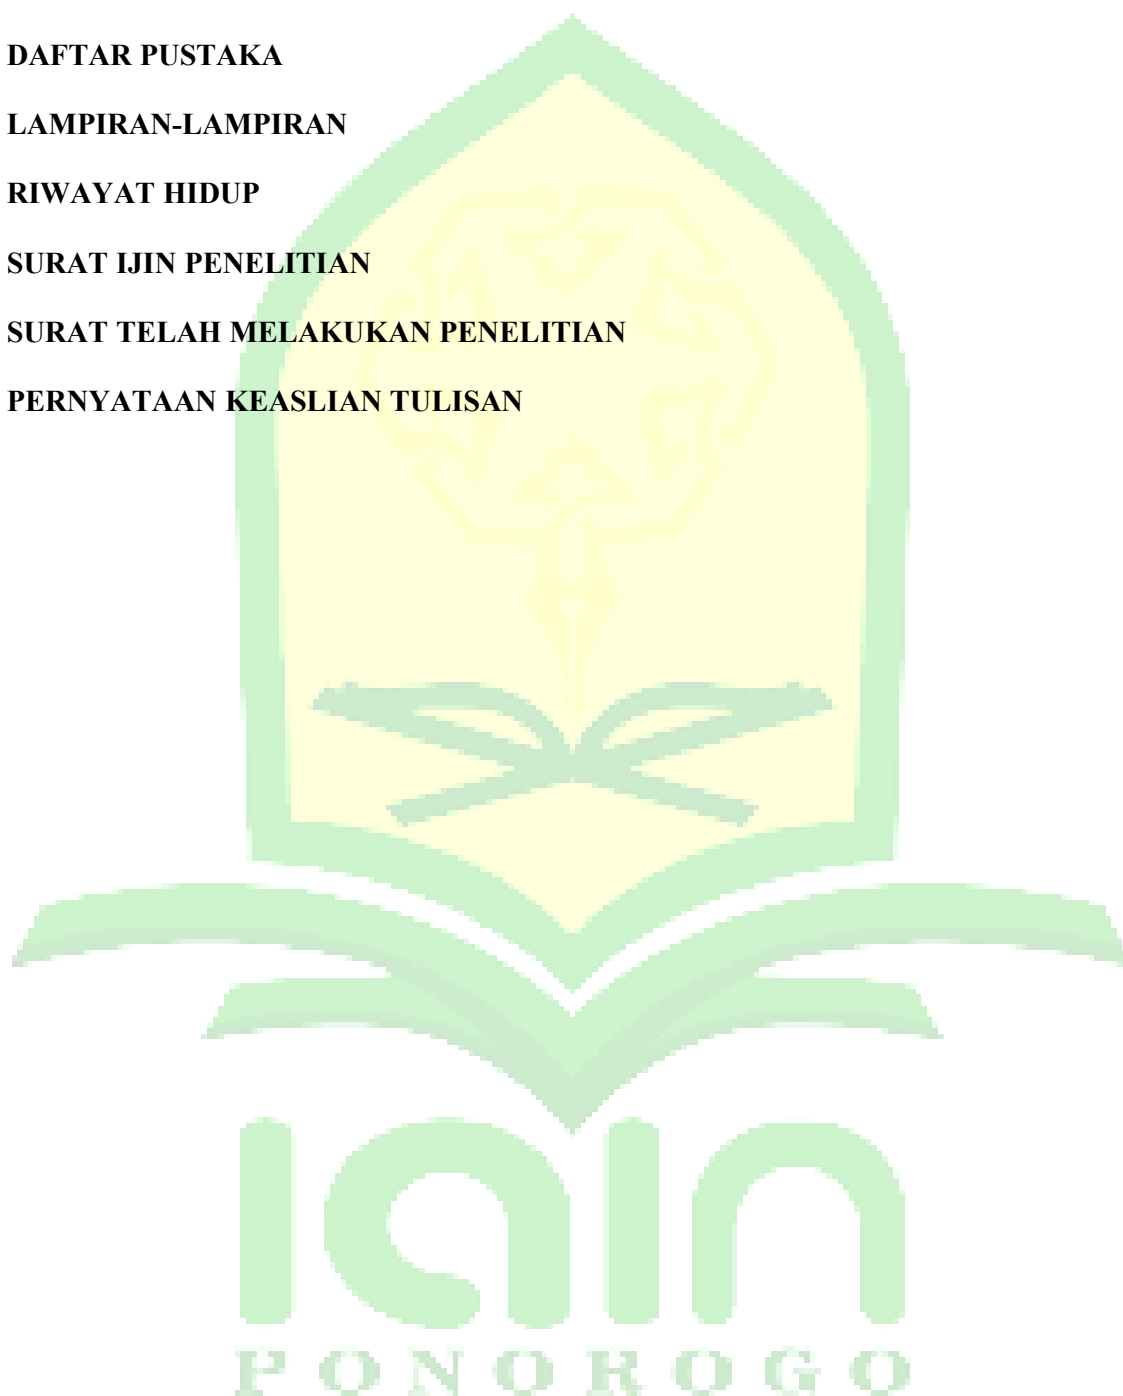 DAFTAR PUSTAKA
LAMPIRAN-LAMPIRAN
RIWAYAT HIDUP
SURAT IJIN PENELITIAN
SURAT TELAH MELAKUKAN PENELITIAN
PERNYATAAN KEASLIAN TULISAN
iain
PONOROGO